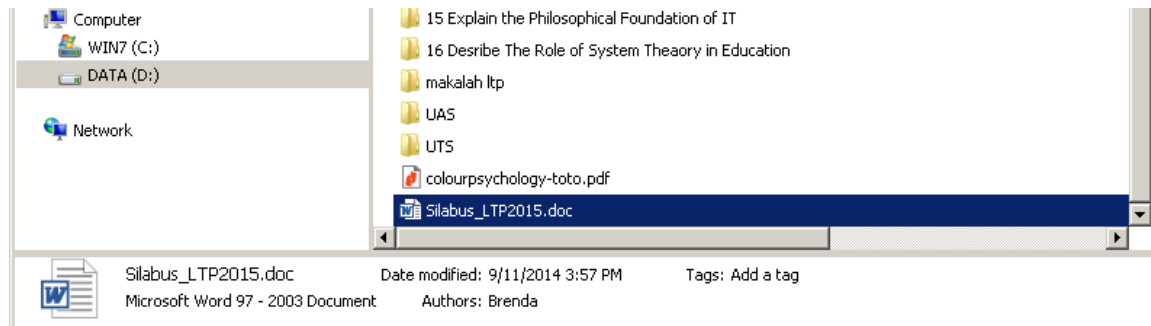 Computer
WIN7 (C:)
DATA (D:)
Network
15 Explain the Philosophical Foundation of IT
16 Desribe The Role of System Theaory in Education
makalah ltp
UAS
UTS
colourpsychology-toto.pdf
Silabus_LTP2015.doc
Silabus_LTP2015.doc Date modified: 9/11/2014 3:57 PM Tags: Add a tag
Microsoft Word 97 - 2003 Document Authors: Brenda